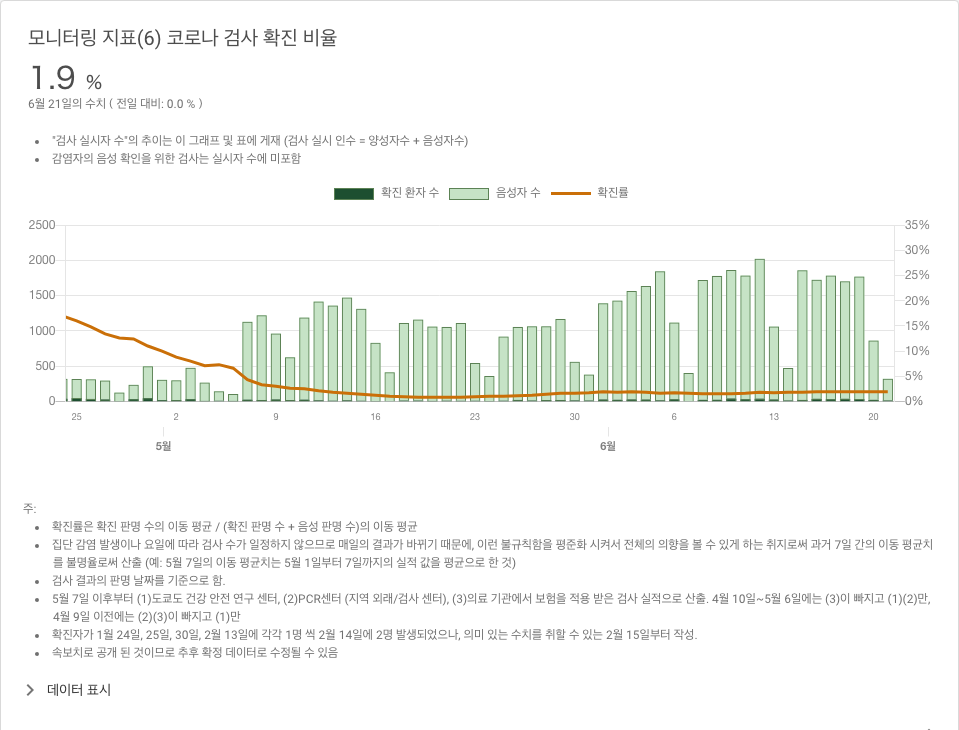 모니터링 지표(6) 코로나 검사 확진 비율
1.9 %
6월 21일의 수치 ( 전일 대비: 0.0 % )
"검사 실시자 수"의 추이는 이 그래프 및 표에 게재 (검사 실시 인수 = 양성자수 + 음성자수)
감염자의 음성 확인을 위한 검사는 실시자 수에 미포함
확진 환자 수 음성자 수 확진률
2500 35%
30%
2000
25%
1500 20%
15%
1000
10%
500
5%
0 0%
25 2 9 16 23 30 6 13 20
5월 6월
주:
확진률은 확진 판명 수의 이동 평균 / (확진 판명 수 + 음성 판명 수)의 이동 평균
집단 감염 발생이나 요일에 따라 검사 수가 일정하지 않으므로 매일의 결과가 바뀌기 때문에, 이런 불규칙함을 평준화 시켜서 전체의 의향을 볼 수 있게 하는 취지로써 과거 7일 간의 이동 평균치
를 불명율로써 산출 (예: 5월 7일의 이동 평균치는 5월 1일부터 7일까지의 실적 값을 평균으로 한 것)
검사 결과의 판명 날짜를 기준으로 함.
5월 7일 이후부터 (1)도쿄도 건강 안전 연구 센터, (2)PCR센터 (지역 외래/검사 센터), (3)의료 기관에서 보험을 적용 받은 검사 실적으로 산출. 4월 10일~5월 6일에는 (3)이 빠지고 (1)(2)만,
4월 9일 이전에는 (2)(3)이 빠지고 (1)만
확진자가 1월 24일, 25일, 30일, 2월 13일에 각각 1명 씩 2월 14일에 2명 발생되었으나, 의미 있는 수치를 취할 수 있는 2월 15일부터 작성.
속보치로 공개 된 것이므로 추후 확정 데이터로 수정될 수 있음
데이터 표시